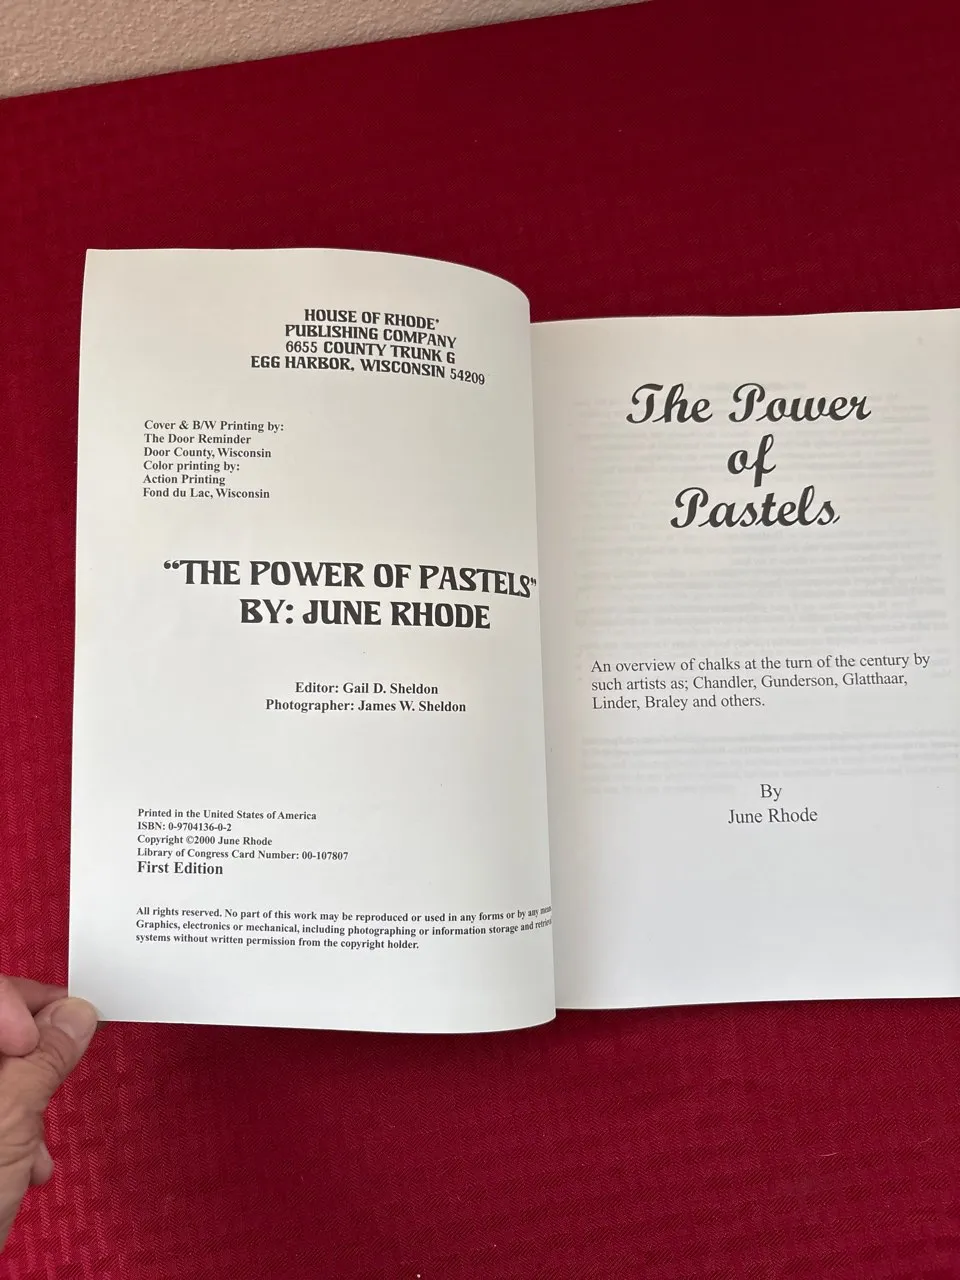 HOUSE OF RHODE'
PUBLISHING COMPANY
6655 COUNTY TRUNK G
EGG HARBOR, WISCONSIN 54209
Cover & B/W Printing by:
The Door Reminder
Door County, Wisconsin
Color printing by:
Action Printing
Fond du Lac, Wisconsin
“THE POWER OF PASTELS”
BY: JUNE RHODE
Editor: Gail D. Sheldon
Photographer: James W. Sheldon
Printed in the United States of America
ISBN: 0-9704136-0-2
Copyright ©2000 June Rhode
Library of Congress Card Number: 00-107807
First Edition
All rights reserved. No part of this work may be reproduced or used in any forms or by any
Graphics, electronics or mechanical, including photographing or information storage and
systems without written permission from the copyright holder.
The Power
of
Pastels
An overview of chalks at the turn of the century by
such artists as; Chandler, Gunderson, Glatthaar,
Linder, Braley and others.
By
June Rhode